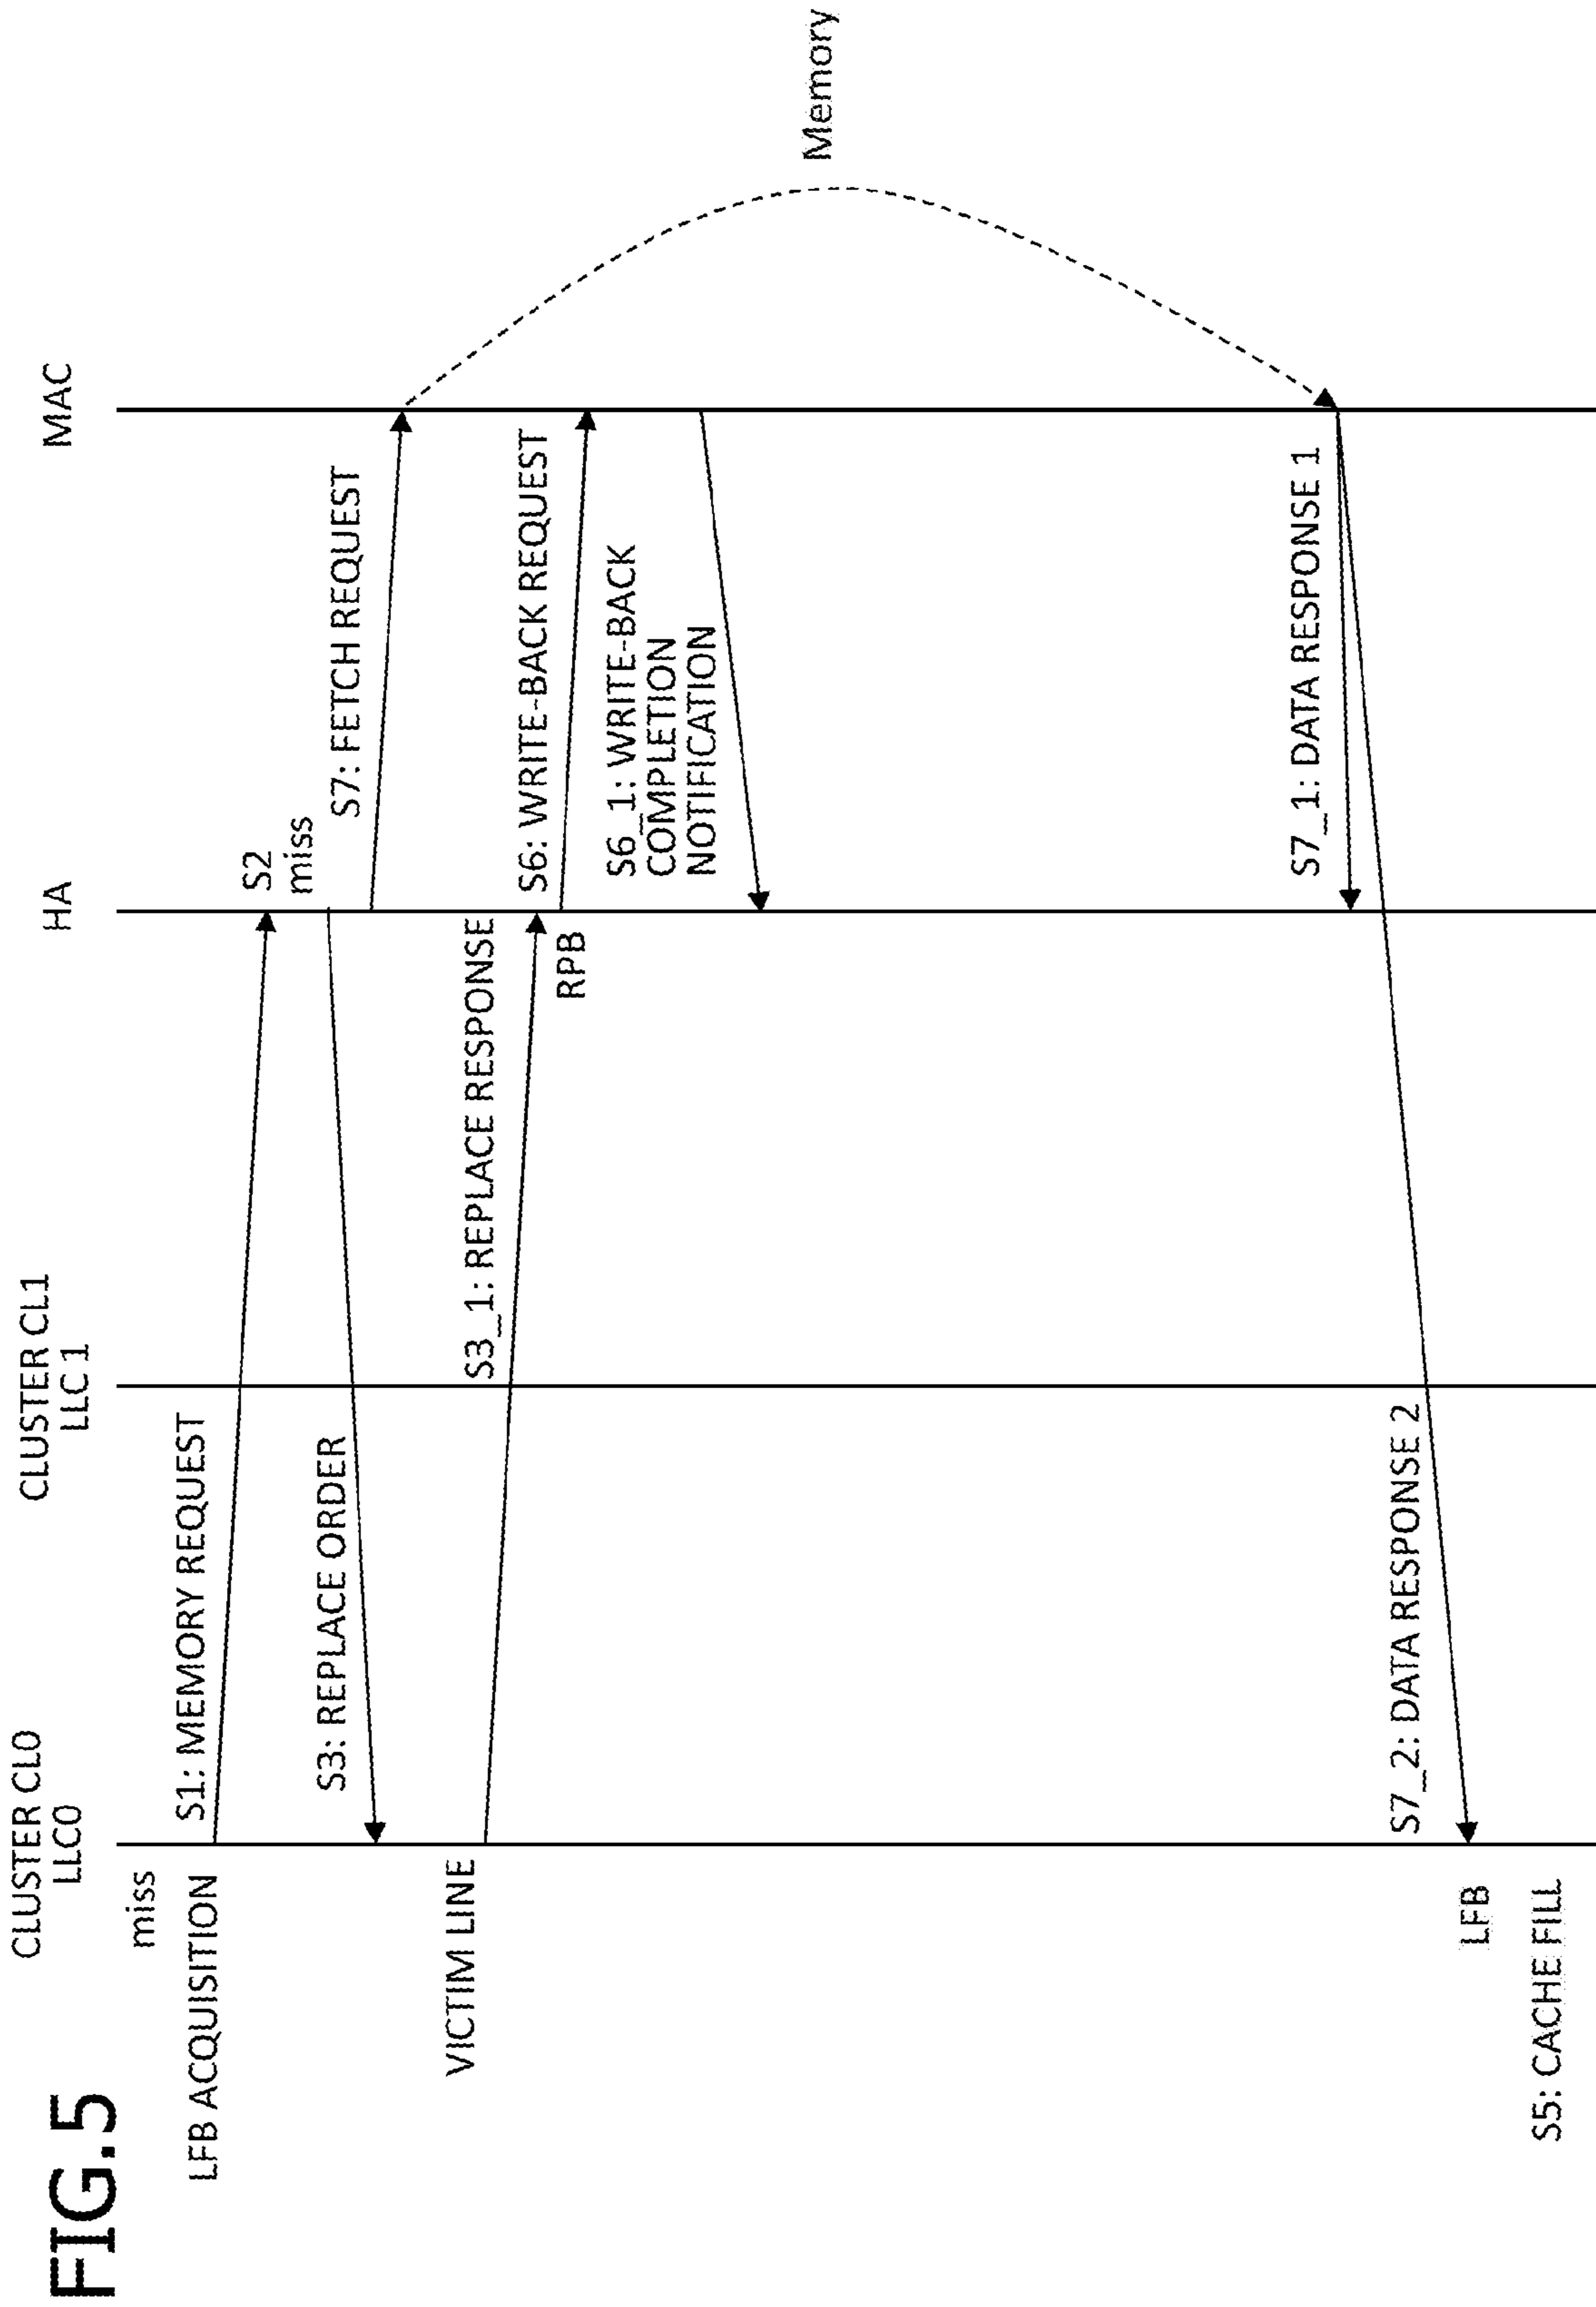 FIG.5
CLUSTER CL0
LLC0
CLUSTER CL1
LLC 1
HA
MAC
miss
LFB ACQUISITION
S1: MEMORY REQUEST
S2
miss
S3: REPLACE ORDER
S7: FETCH REQUEST
VICTIM LINE
S3_1: REPLACE RESPONSE
RPB
S6: WRITE-BACK REQUEST
S6_1: WRITE-BACK
COMPLETION
NOTIFICATION
Memory
S7_1: DATA RESPONSE 1
S7_2: DATA RESPONSE 2
LFB
S5: CACHE FILL